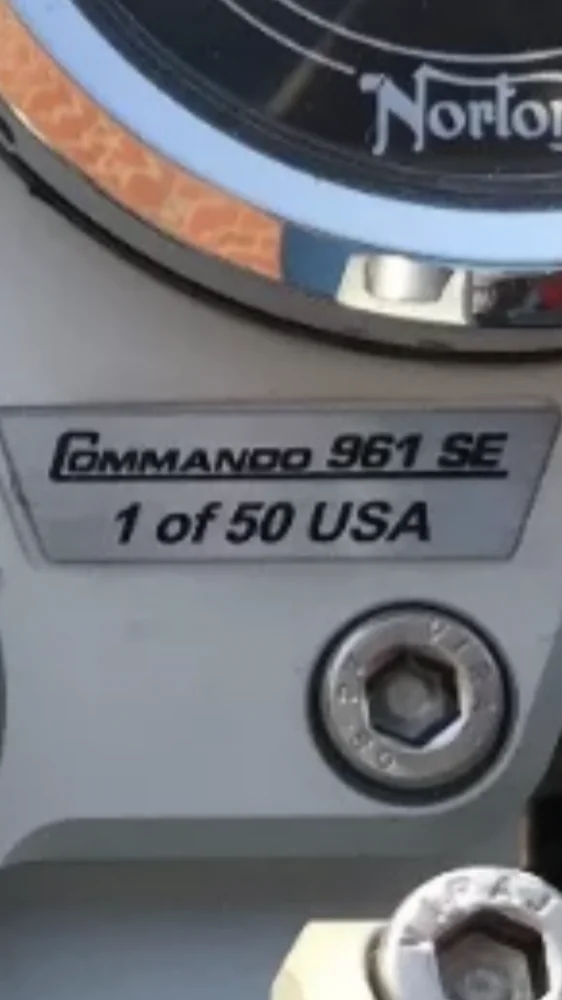 Norton
COMMANDO 961 SE
1 of 50 USA